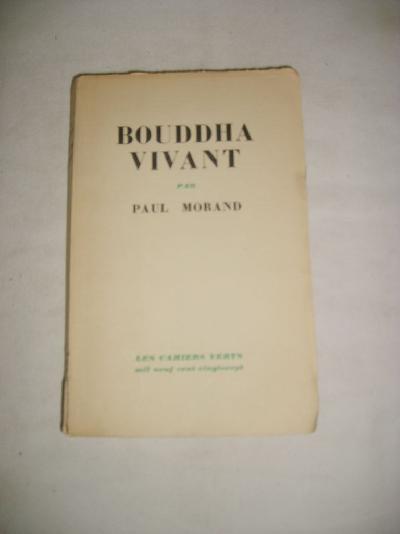 BOUDDHA
VIVANT
PAR
PAUL MORAND
LES CAHIERS VERTS
mil neuf cent vingt-sept